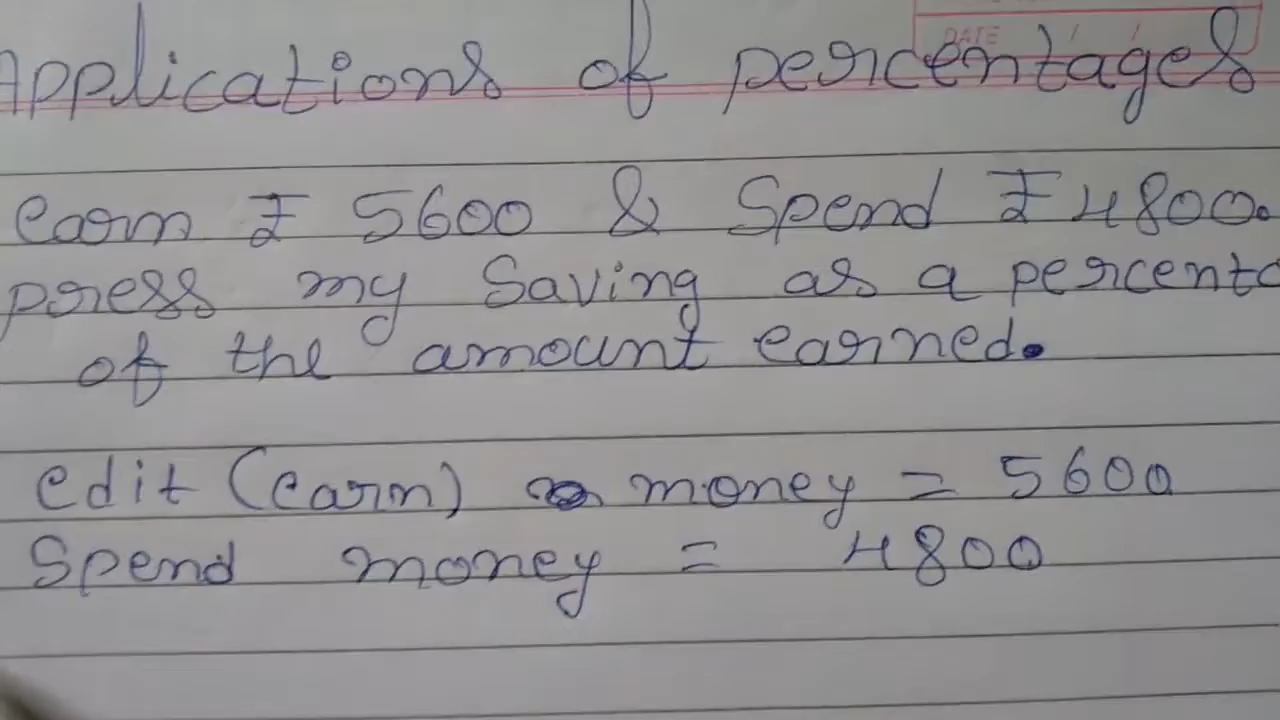 DATE
Applications of percentages
earn ₹ 5600 & Spend ₹ 4800.
press my Saving as a percenta
of the amount earned.
edit (earn) money = 5600
Spend money = 4800